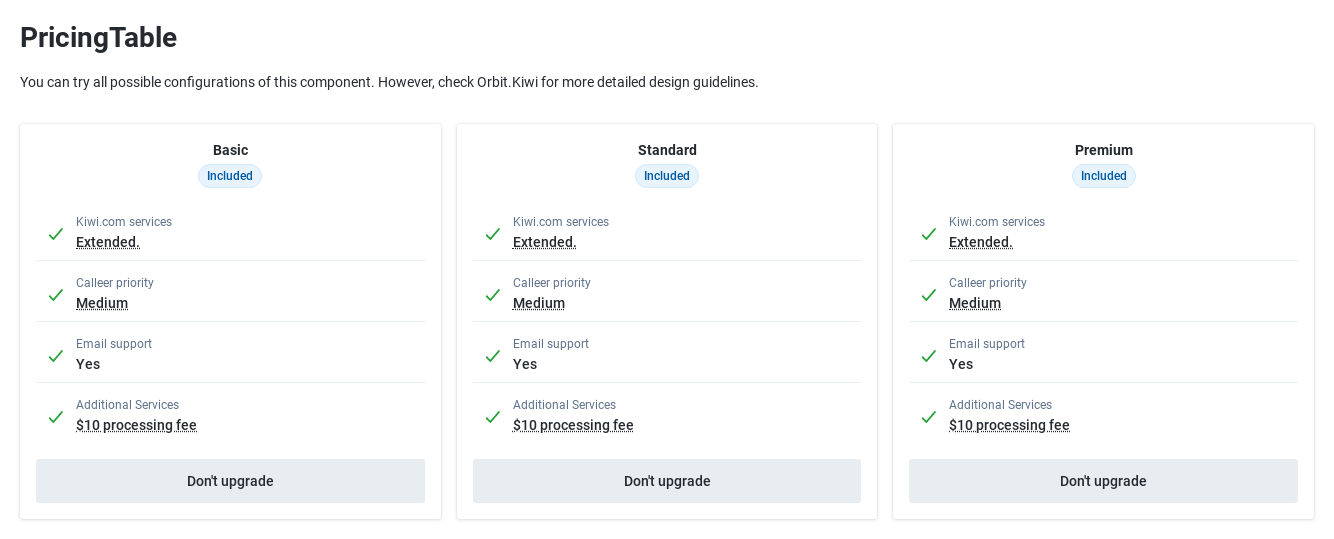 PricingTable
You can try all possible configurations of this component. However, check Orbit.Kiwi for more detailed design guidelines.
Basic
Included
Kiwi.com services
Extended.
Calleer priority
Medium
Email support
Yes
Additional Services
$10 processing fee
Don't upgrade
Standard
Included
Kiwi.com services
Extended.
Calleer priority
Medium
Email support
Yes
Additional Services
$10 processing fee
Don't upgrade
Premium
Included
Kiwi.com services
Extended.
Calleer priority
Medium
Email support
Yes
Additional Services
$10 processing fee
Don't upgrade